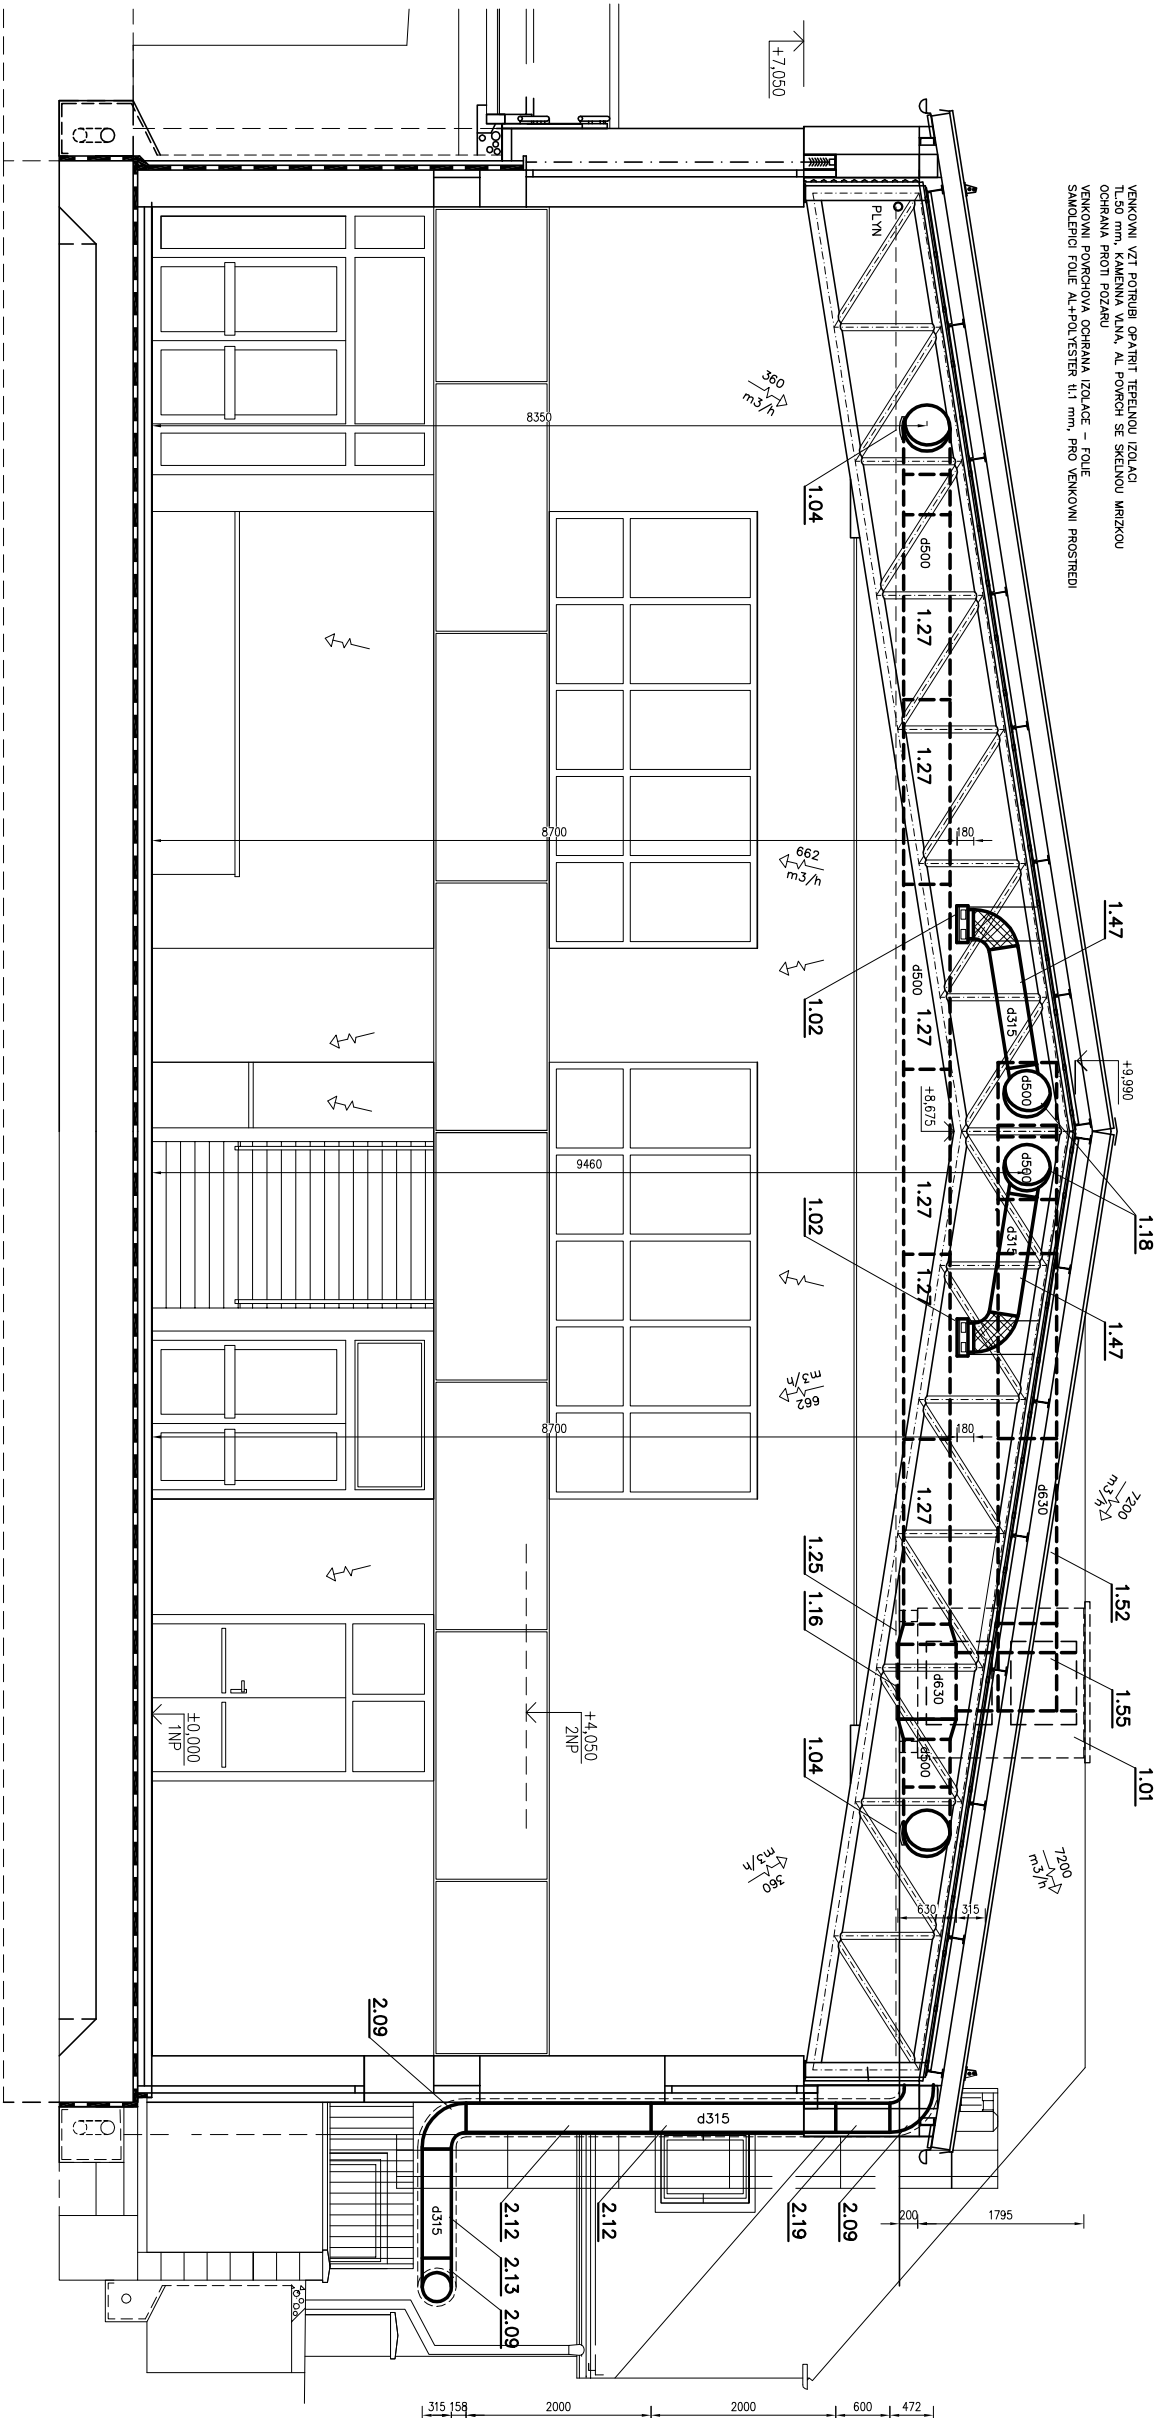 VENKOVNI VZT POTRUBI OPATRIT TEPELNOU IZOLACI
TL.50 mm, KAMENNA VLNA, AL POVRCH SE SKELNOU MRIZKOU
OCHRANA PROTI POZARU
VENKOVNI POVRCHOVA OCHRANA IZOLACE – FOLIE
SAMOLEPICI FOLIE AL+POLYESTER tl.1 mm, PRO VENKOVNI PROSTREDI
+7,050
PLYN
360
m3/h
8350
1.04
d500
1.27
1.27
8700
180
662
m3/h
1.47
1.02
d500
1.27
d315
d500
+9,990
+8,675
1.18
9460
d500
1.27
1.02
d315
1.27
1.47
662
m3/h
8700
180
7200
m3/h
d630
1.27
1.52
1.25
1.16
d630
1.55
1.01
d500
1.04
±0,000
1NP
+4,050
2NP
360
m3/h
7200
m3/h
630
315
2.09
d315
2.12
2.12
2.19
2.09
200
1795
d315
2.13
2.09
315
158
2000
2000
600
472